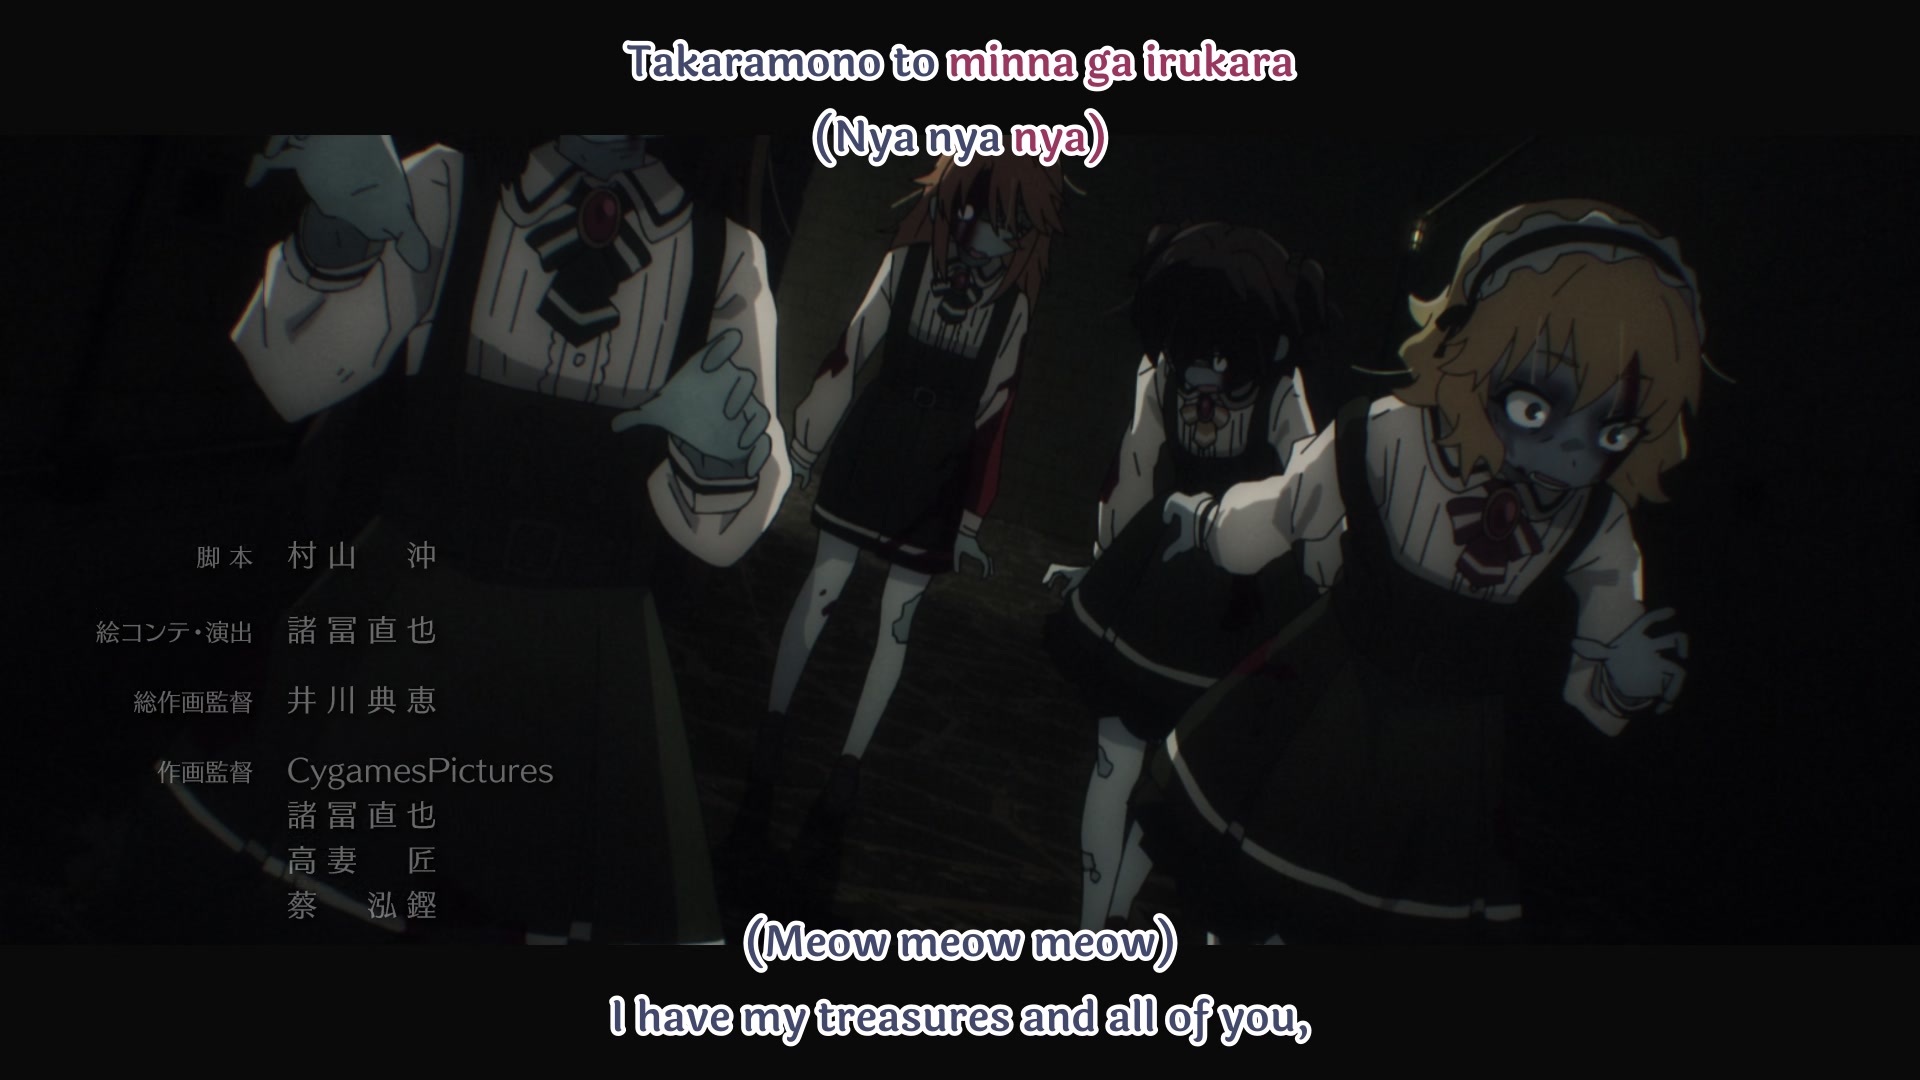 Takaramono to minna ga irukara
(Nya nya nya)
脚本 村山 沖
絵コンテ・演出 諸冨直也
総作画監督 井川典恵
作画監督 CygamesPictures
諸冨直也
高妻 匠
蔡 泓鏗
(Meow meow meow)
I have my treasures and all of you,